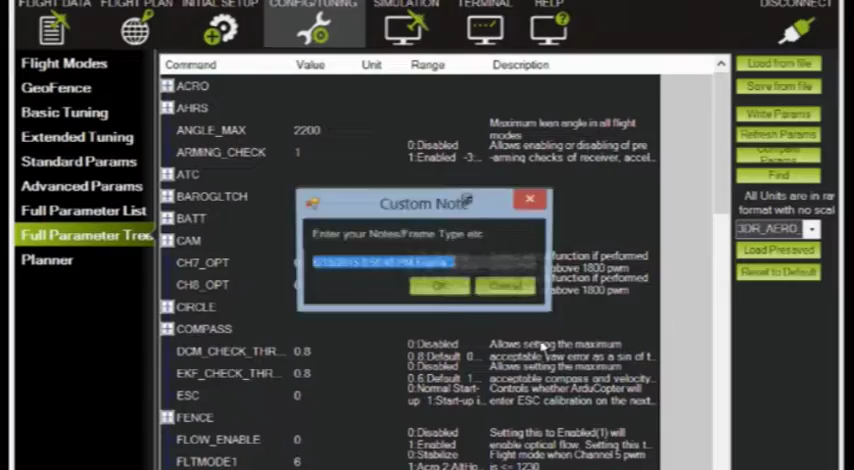 FLIGHT DATA FLIGHT PLAN INITIAL SETUP CONFIG/TUNING SIMULATION TERMINAL HELP DISCONNECT
Flight Modes
GeoFence
Basic Tuning
Extended Tuning
Standard Params
Advanced Params
Full Parameter List
Full Parameter Tree
Planner
Command Value Unit Range Description
ACRO
AHRS
ANGLE_MAX 2200 Maximum lean angle in all flight modes
ARMING_CHECK 1 0:Disabled 1:Enabled -3:... Allows enabling or disabling of pre-arming checks of receiver, accel...
ATC
BAROGLTCH
BATT
CAM
CH7_OPT function if performed above 1800 pwm
CH8_OPT function if performed above 1800 pwm
CIRCLE
COMPASS
DCM_CHECK_THR... 0.8 0:Disabled 0.8:Default 0... Allows setting the maximum acceptable yaw error as a sin of t...
EKF_CHECK_THR... 0.8 0:Disabled 0.6:Default 1... Allows setting the maximum acceptable compass and velocity...
ESC 0 0:Normal Start-up 1:Start-up i... Controls whether ArduCopter will enter ESC calibration on the next...
FENCE
FLOW_ENABLE 0 0:Disabled 1:Enabled Setting this to Enabled(1) will enable optical flow. Setting this t...
FLTMODE1 6 0:Stabilize 1:Acro 2:AltH... Flight mode when Channel 5 pwm is <= 1230
Custom Note
Enter your Notes/Frame Type etc
OK Cancel
Load from file
Save from file
Write Params
Refresh Params
Compare Params
Find
All Units are in raw
format with no scal
3DR_AERO_
Load Presaved
Reset to Default